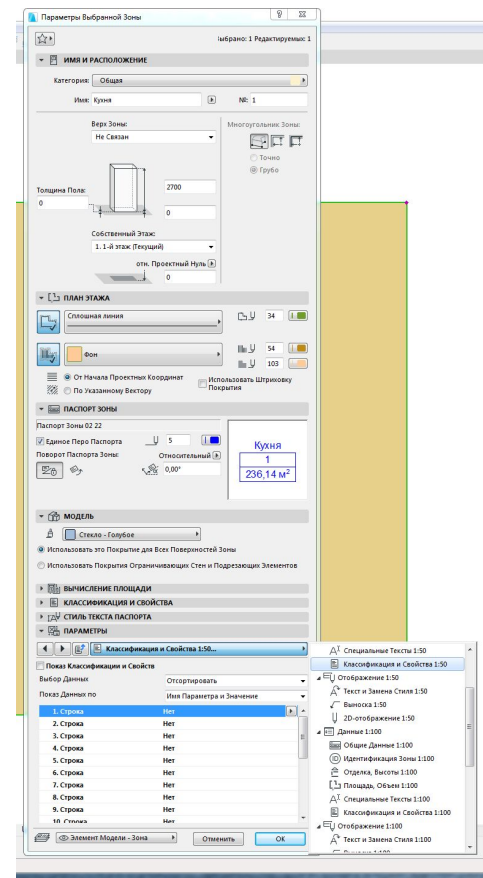 Параметры Выбранной Зоны
ыбрано: 1 Редактируемых: 1
ИМЯ И РАСПОЛОЖЕНИЕ
Категория: Общая
Имя: Кухня №: 1
Верх Зоны: Многоугольник Зоны:
Не Связан
Точно
Грубо
Толщина Пола: 2700
0
0
Собственный Этаж:
1. 1-й этаж (Текущий)
отн. Проектный Нуль
0
ПЛАН ЭТАЖА
Сплошная линия 34
Фон 54
103
От Начала Проектных Координат
По Указанному Вектору
Использовать Штриховку Покрытия
ПАСПОРТ ЗОНЫ
Паспорт Зоны 02 22
Единое Перо Паспорта 5
Поворот Паспорта Зоны: Относительный
0,00°
Кухня
1
236,14 м²
МОДЕЛЬ
Стекло - Голубое
Использовать это Покрытие для Всех Поверхностей Зоны
Использовать Покрытия Ограничивающих Стен и Подрезающих Элементов
ВЫЧИСЛЕНИЕ ПЛОЩАДИ
КЛАССИФИКАЦИЯ И СВОЙСТВА
СТИЛЬ ТЕКСТА ПАСПОРТА
ПАРАМЕТРЫ
Классификация и Свойства 1:50...
Показ Классификации и Свойств
Выбор Данных Отсортировать
Показ Данных по Имя Параметра и Значение
1. Строка Нет
2. Строка Нет
3. Строка Нет
4. Строка Нет
5. Строка Нет
6. Строка Нет
7. Строка Нет
8. Строка Нет
9. Строка Нет
10. Строка Нет
Элемент Модели - Зона Отменить OK
Специальные Тексты 1:50
Классификация и Свойства 1:50
Отображение 1:50
Текст и Замена Стиля 1:50
Выноска 1:50
2D-отображение 1:50
Данные 1:100
Общие Данные 1:100
Идентификация Зоны 1:100
Отделка, Высоты 1:100
Площадь, Объем 1:100
Специальные Тексты 1:100
Классификация и Свойства 1:100
Отображение 1:100
Текст и Замена Стиля 1:100